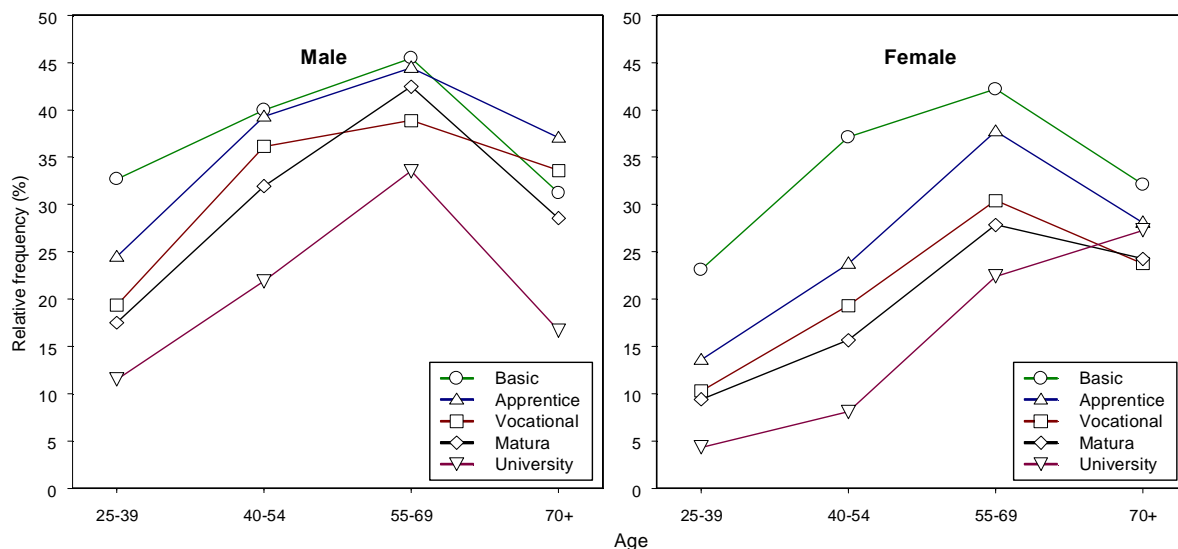 Male
Female
Relative frequency (%)
50
45
40
35
30
25
20
15
10
5
0
Basic
Apprentice
Vocational
Matura
University
25-39
40-54
55-69
70+
50
45
40
35
30
25
20
15
10
5
0
Basic
Apprentice
Vocational
Matura
University
25-39
40-54
55-69
70+
Age